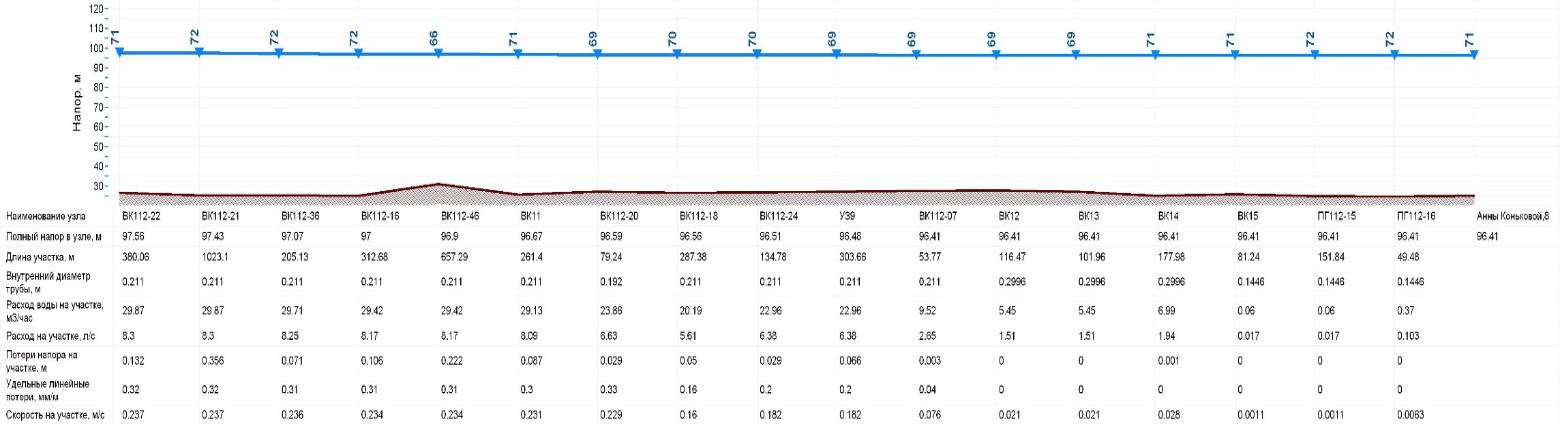 120
110
100
90
80
70
60
50
40
30
Напор, м
71 72 72 72 66 71 69 70 70 69 69 69 69 71 71 72 72 71
Наименование узла ВК112-22 ВК112-21 ВК112-36 ВК112-16 ВК112-46 ВК11 ВК112-20 ВК112-18 ВК112-24 У39 ВК112-07 ВК12 ВК13 ВК14 ВК15 ПГ112-15 ПГ112-16 Анны Коньковой,8
Полный напор в узле, м 97.56 97.43 97.07 97 96.9 96.67 96.59 96.56 96.51 96.48 96.41 96.41 96.41 96.41 96.41 96.41 96.41 96.41
Длина участка, м 380.06 1023.1 205.13 312.68 657.29 261.4 79.24 287.38 134.78 303.66 53.77 116.47 101.96 177.98 81.24 151.84 49.48
Внутренний диаметр
трубы, м 0.211 0.211 0.211 0.211 0.211 0.211 0.192 0.211 0.211 0.211 0.211 0.2996 0.2996 0.2996 0.1446 0.1446 0.1446
Расход воды на участке,
м3/час 29.87 29.87 29.71 29.42 29.42 29.13 23.86 20.19 22.96 22.96 9.52 5.45 5.45 6.99 0.06 0.06 0.37
Расход на участке, л/с 8.3 8.3 8.25 8.17 8.17 8.09 6.63 5.61 6.38 6.38 2.65 1.51 1.51 1.94 0.017 0.017 0.103
Потери напора на
участке, м 0.132 0.356 0.071 0.106 0.222 0.087 0.029 0.05 0.029 0.066 0.003 0 0 0.001 0 0 0
Удельные линейные
потери, мм/м 0.32 0.32 0.31 0.31 0.31 0.3 0.33 0.16 0.2 0.2 0.04 0 0 0 0 0 0
Скорость на участке, м/с 0.237 0.237 0.236 0.234 0.234 0.231 0.229 0.16 0.182 0.182 0.076 0.021 0.021 0.028 0.0011 0.0011 0.0063